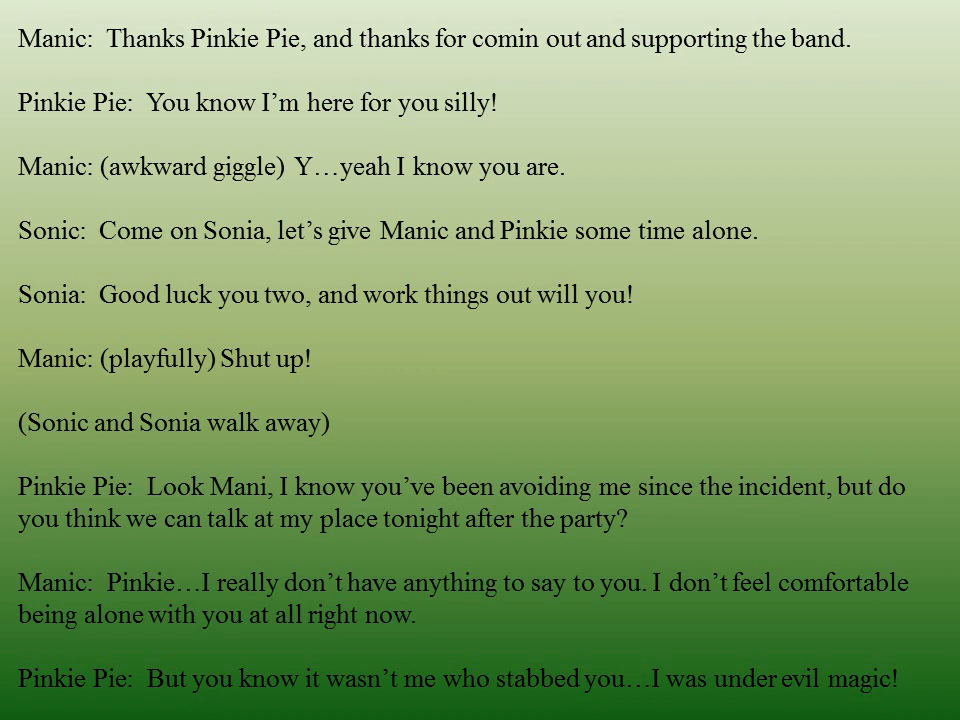 Manic:  Thanks Pinkie Pie, and thanks for comin out and supporting the band.
Pinkie Pie:  You know I’m here for you silly!
Manic: (awkward giggle)  Y…yeah I know you are.
Sonic:  Come on Sonia, let’s give Manic and Pinkie some time alone.
Sonia:  Good luck you two, and work things out will you!
Manic: (playfully) Shut up!
(Sonic and Sonia walk away)
Pinkie Pie:  Look Mani, I know you’ve been avoiding me since the incident, but do
you think we can talk at my place tonight after the party?
Manic:  Pinkie…I really don’t have anything to say to you. I don’t feel comfortable
being alone with you at all right now.
Pinkie Pie:  But you know it wasn’t me who stabbed you…I was under evil magic!